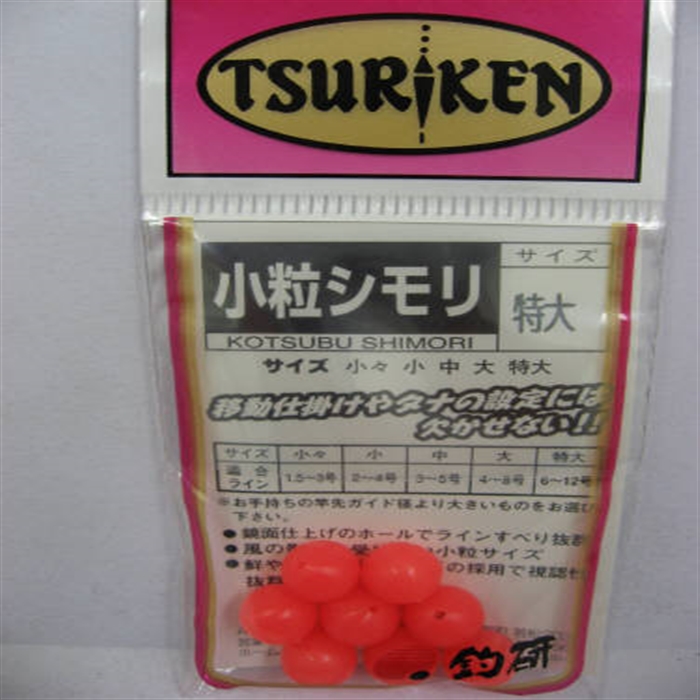 TSURIKEN
小粒シモリ
サイズ
特大
KOTSUBU SHIMORI
サイズ 小々 小 中 大 特大
移動仕掛けやタナの設定には
欠かせない!!
サイズ 小々 小 中 大 特大
適合ライン 1.5〜3号 2〜4号 3〜5号 4〜8号 6〜12号
※お手持ちの竿先ガイド様より大きいものをお選び
下さい。
●鏡面仕上げのホールでラインすべり抜群
●風の 小粒サイズ
●鮮や の採用で視認性
抜群
釣研